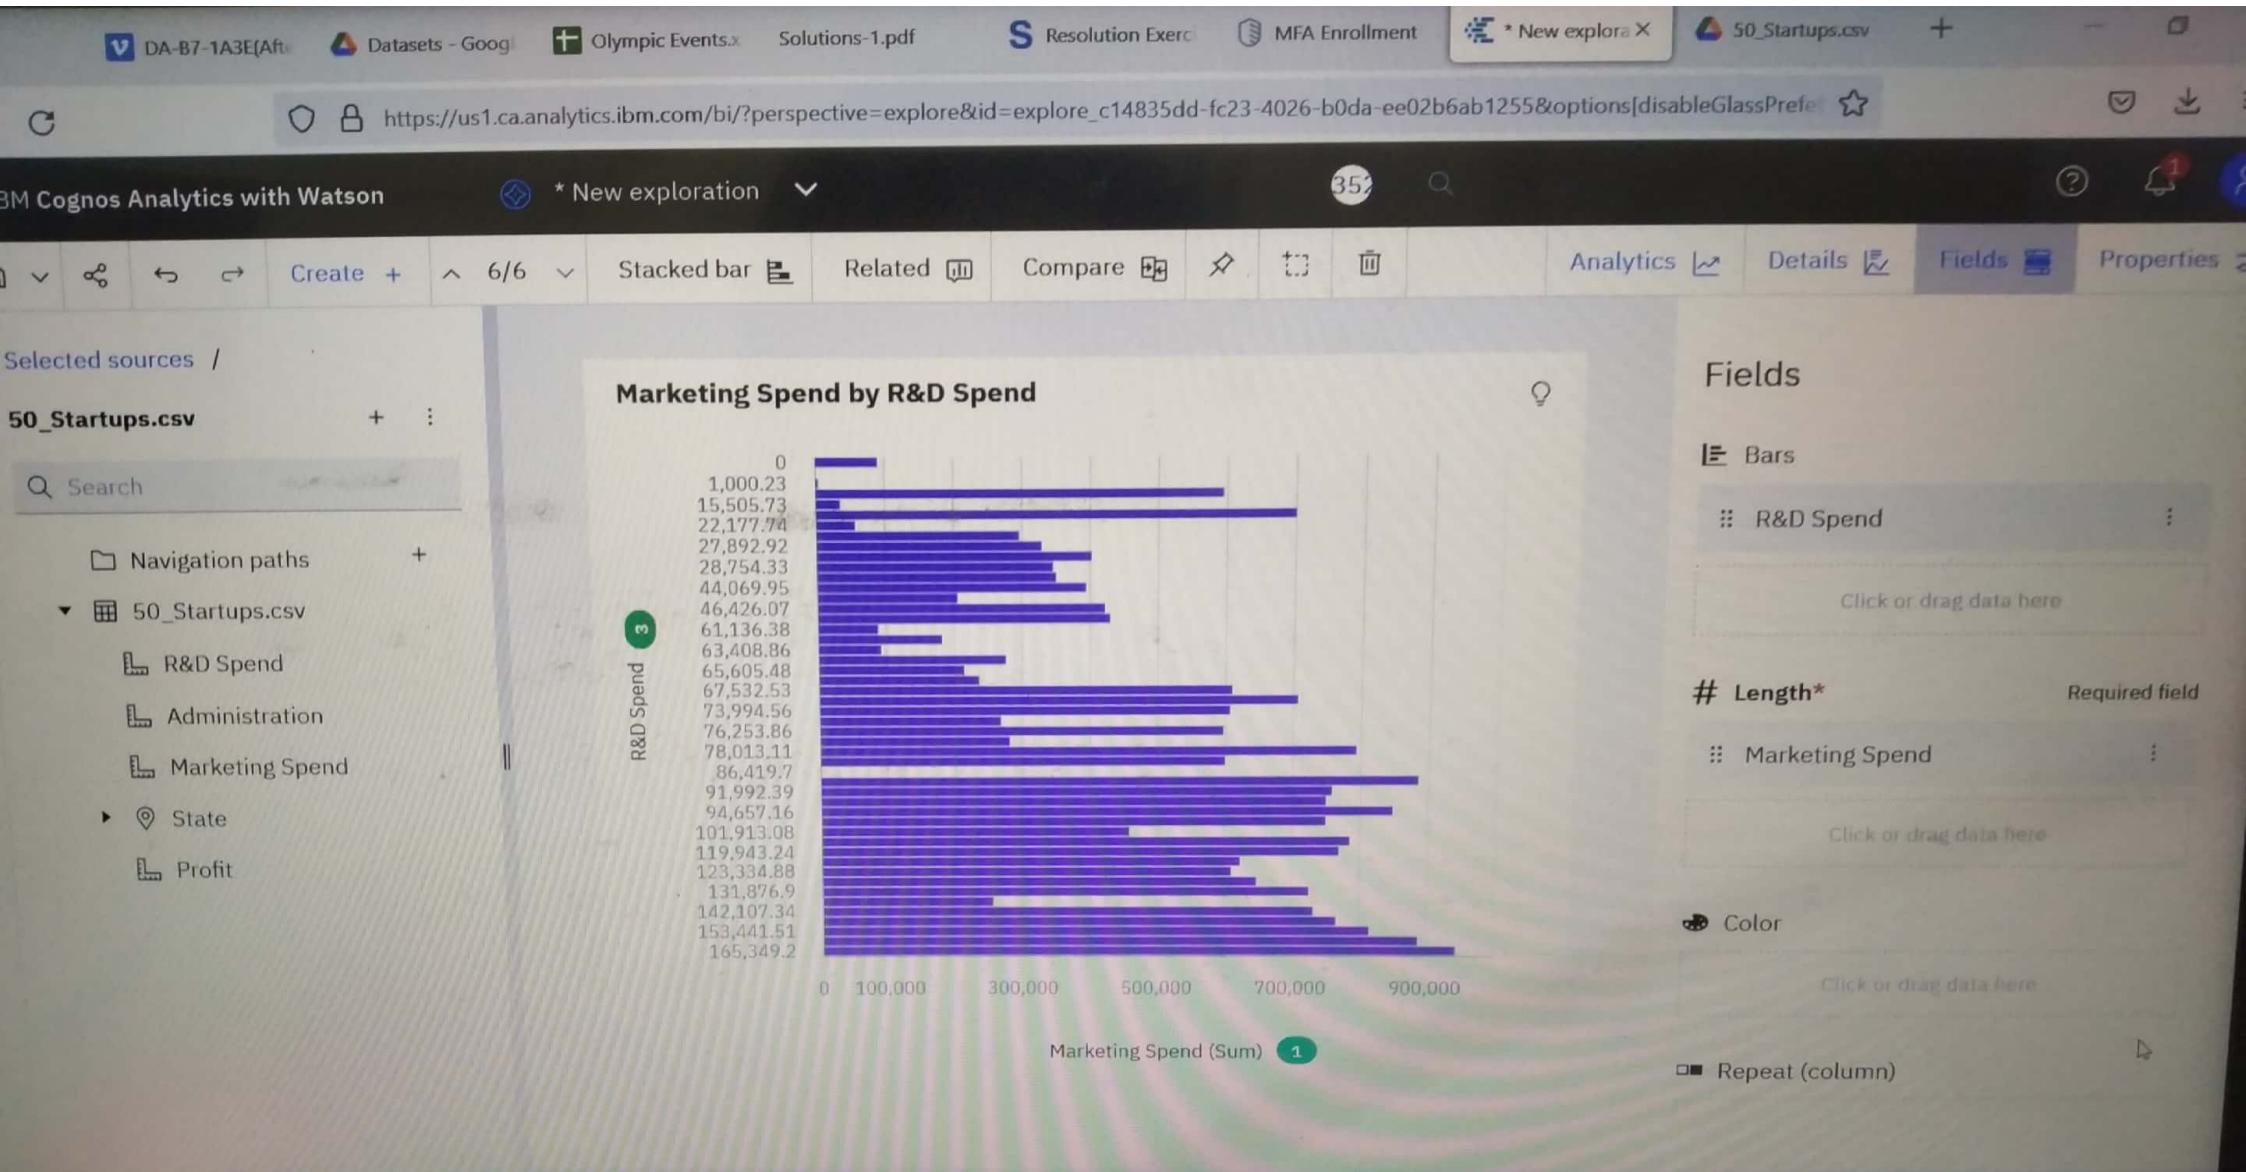 DA-B7-1A3E(Aft
Datasets - Goog
Olympic Events.x
Solutions-1.pdf
Resolution Exerc
MFA Enrollment
* New explora
50_Startups.csv
https://us1.ca.analytics.ibm.com/bi/?perspective=explore&id=explore_c14835dd-fc23-4026-b0da-ee02b6ab1255&options[disableGlassPrefe
BM Cognos Analytics with Watson
* New exploration
352
1
Create +
6/6
Stacked bar
Related
Compare
Analytics
Details
Fields
Properties
Selected sources /
50_Startups.csv
Search
Navigation paths
50_Startups.csv
R&D Spend
Administration
Marketing Spend
State
Profit
Marketing Spend by R&D Spend
0
1,000.23
15,505.73
22,177.74
27,892.92
28,754.33
44,069.95
46,426.07
61,136.38
63,408.86
65,605.48
67,532.53
73,994.56
76,253.86
78,013.11
86,419.7
91,992.39
94,657.16
101,913.08
119,943.24
123,334.88
131,876.9
142,107.34
153,441.51
165,349.2
R&D Spend 3
0 100,000 300,000 500,000 700,000 900,000
Marketing Spend (Sum) 1
Fields
Bars
R&D Spend
Click or drag data here
# Length* Required field
Marketing Spend
Click or drag data here
Color
Click or drag data here
Repeat (column)